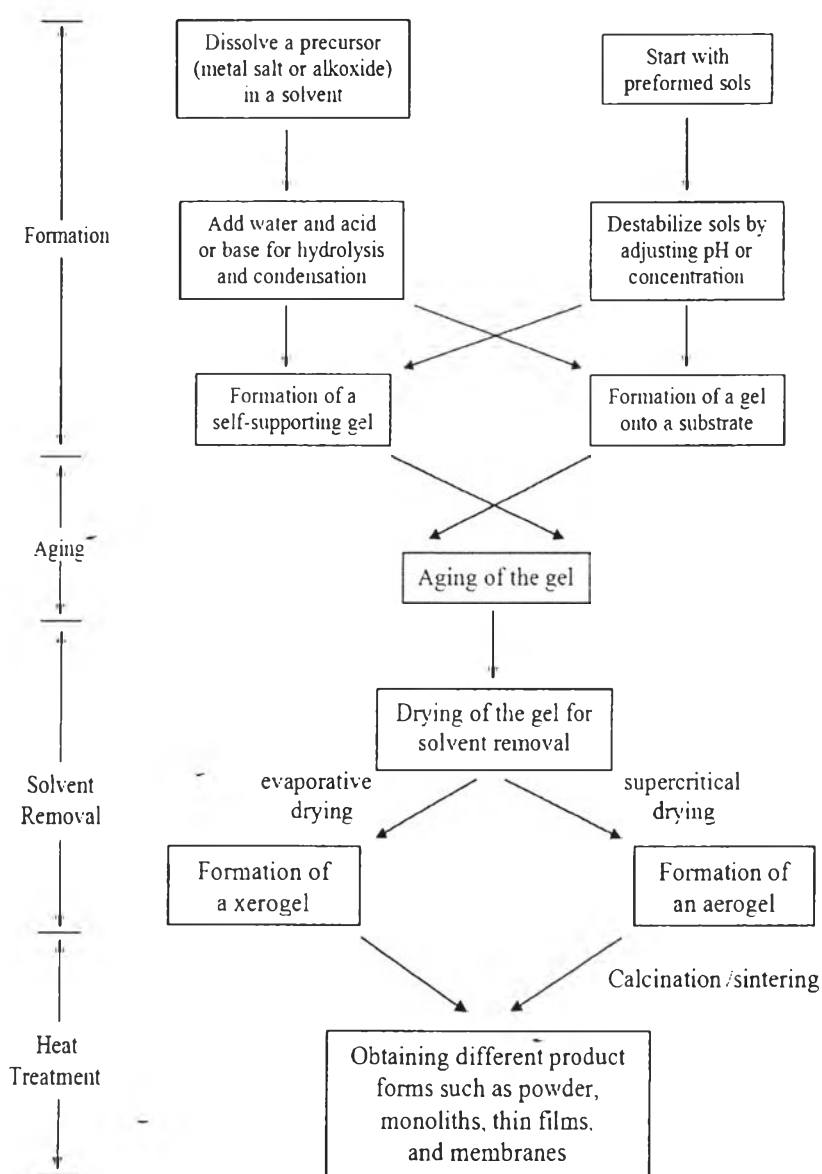 Dissolve a precursor
(metal salt or alkoxide)
in a solvent
Start with
preformed sols
Formation
Add water and acid
or base for hydrolysis
and condensation
Destabilize sols by
adjusting pH or
concentration
Formation of a
self-supporting gel
Formation of a gel
onto a substrate
Aging
Aging of the gel
Drying of the gel for
solvent removal
Solvent
Removal
evaporative
drying
supercritical
drying
Formation of
a xerogel
Formation of
an aerogel
Calcination /sintering
Heat
Treatment
Obtaining different product
forms such as powder,
monoliths, thin films,
and membranes